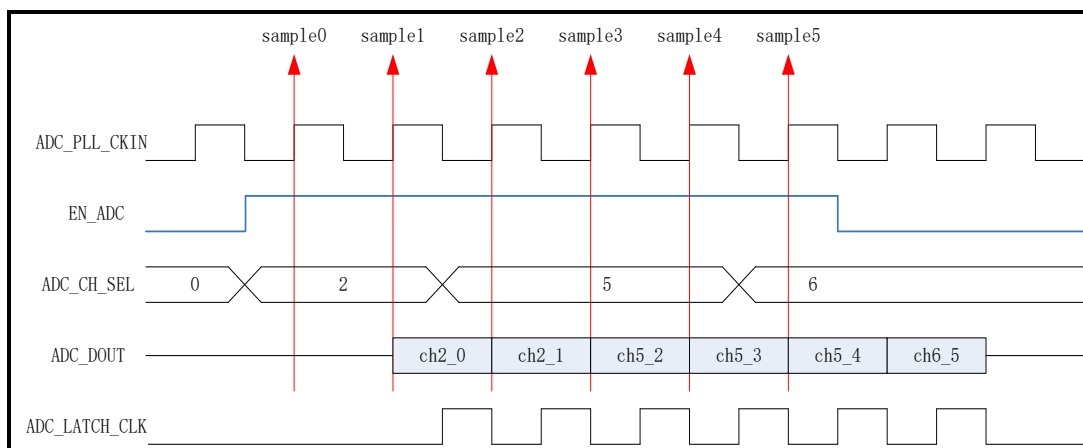 sample0 sample1 sample2 sample3 sample4 sample5
ADC_PLL_CKIN
EN_ADC
ADC_CH_SEL 0 2 5 6
ADC_DOUT ch2_0 ch2_1 ch5_2 ch5_3 ch5_4 ch6_5
ADC_LATCH_CLK